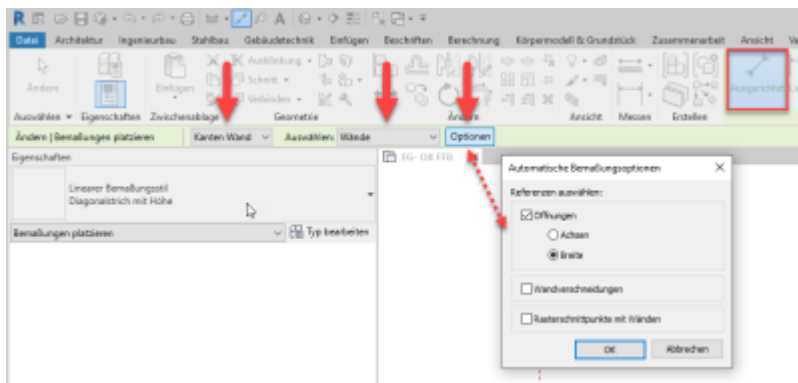 Datei Architektur Ingenieurbau Stahlbau Gebäudetechnik Einfügen Beschriften Berechnung Körpermodell & Grundstück Zusammenarbeit Ansicht
Ändern Einfügen Ausklinkung Ausgerichtet
Schnitt
Verbinden
Auswählen Eigenschaften Zwischenablage Geometrie Ändern Ansicht Messen Erstellen
Ändern | Bemaßungen platzieren Kanten Wand Auswählen: Wände Optionen
Eigenschaften EG- OK FFB
Linearer Bemaßungsstil
Diagonalstrich mit Höhe
Bemaßungen platzieren Typ bearbeiten
Automatische Bemaßungsoptionen
Referenzen auswählen:
Öffnungen
Achsen
Breite
Wandverschneidungen
Rasterschnittpunkte mit Wänden
OK Abbrechen